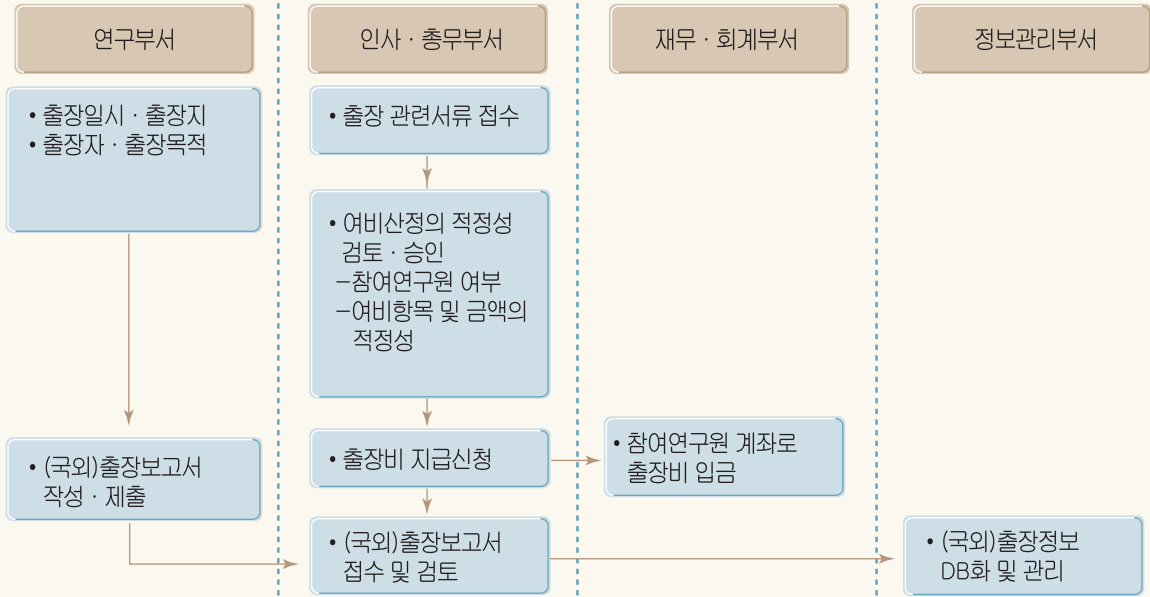 연구부서
인사 · 총무부서
재무 · 회계부서
정보관리부서
• 출장일시 · 출장지
• 출장자 · 출장목적
• 출장 관련서류 접수
• 여비산정의 적정성
검토 · 승인
–참여연구원 여부
–여비항목 및 금액의
적정성
• (국외)출장보고서
작성 · 제출
• 출장비 지급신청
• 참여연구원 계좌로
출장비 입금
• (국외)출장보고서
접수 및 검토
• (국외)출장정보
DB화 및 관리